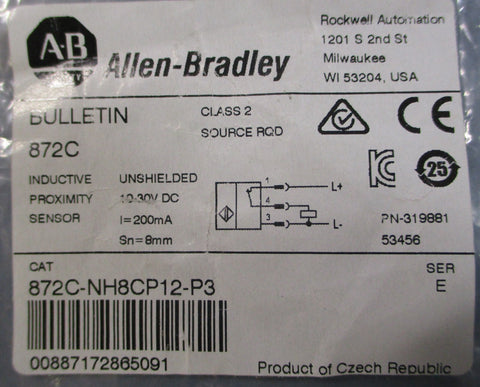 A-B
Allen-Bradley
Rockwell Automation
1201 S 2nd St
Milwaukee
WI 53204, USA
BULLETIN
872C
CLASS 2
SOURCE RQD
CE
INDUCTIVE
PROXIMITY
SENSOR
UNSHIELDED
10-30V DC
I=200mA
Sn=8mm
1
4
3
L+
L-
25
PN-319881
53456
CAT
872C-NH8CP12-P3
SER
E
00887172865091
Product of Czech Republic